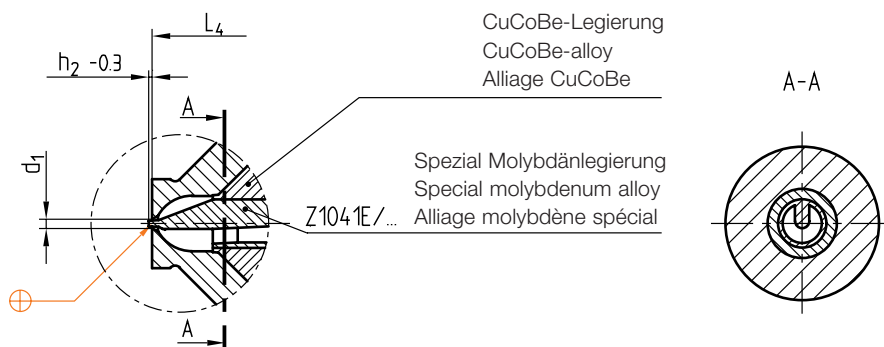 L4
h2 -0.3
d1
A
A
Z1041E/...
CuCoBe-Legierung
CuCoBe-alloy
Alliage CuCoBe
Spezial Molybdänlegierung
Special molybdenum alloy
Alliage molybdène spécial
A-A